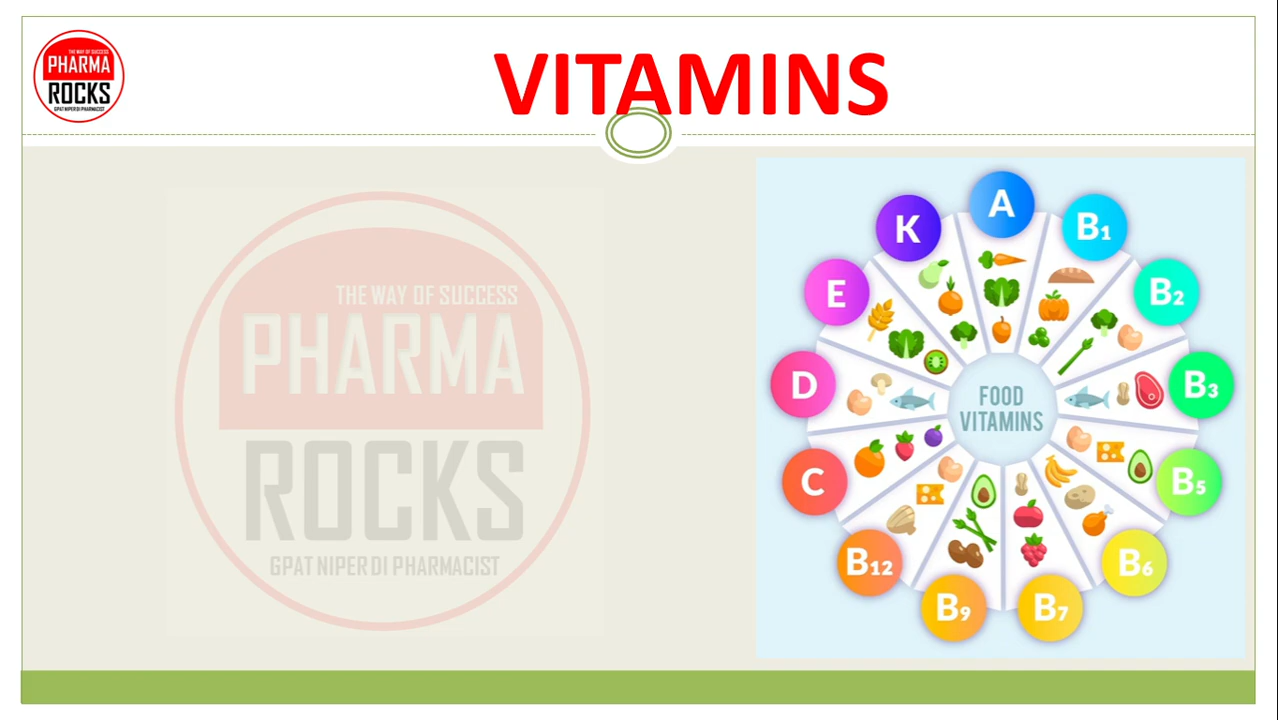 THE WAY OF SUCCESS
PHARMA
ROCKS
GPAT NIPER DI PHARMACIST
VITAMINS
THE WAY OF SUCCESS
PHARMA
ROCKS
GPAT NIPER DI PHARMACIST
A
B1
B2
B3
B5
B6
B7
B9
B12
C
D
E
K
FOOD
VITAMINS